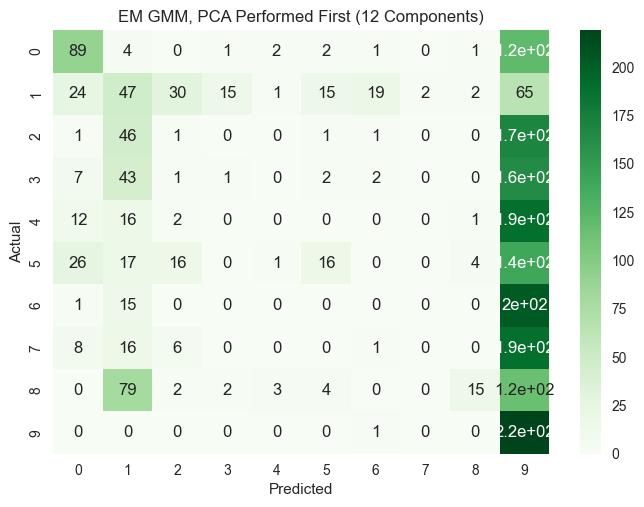 EM GMM, PCA Performed First (12 Components)
0 89 4 0 1 2 2 1 0 1 1.2e+02
1 24 47 30 15 1 15 19 2 2 65
2 1 46 1 0 0 1 1 0 0 1.7e+02
3 7 43 1 1 0 2 2 0 0 1.6e+02
4 12 16 2 0 0 0 0 0 1 1.9e+02
5 26 17 16 0 1 16 0 0 4 1.4e+02
6 1 15 0 0 0 0 0 0 0 2e+02
7 8 16 6 0 0 0 1 0 0 1.9e+02
8 0 79 2 2 3 4 0 0 15 1.2e+02
9 0 0 0 0 0 0 1 0 0 2.2e+02
0 1 2 3 4 5 6 7 8 9
Actual
Predicted
200
175
150
125
100
75
50
25
0